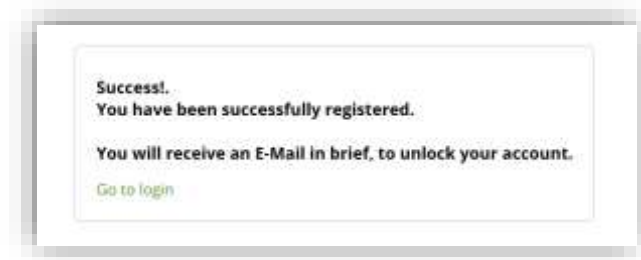 Success!.
You have been successfully registered.
You will receive an E-Mail in brief, to unlock your account.
Go to login